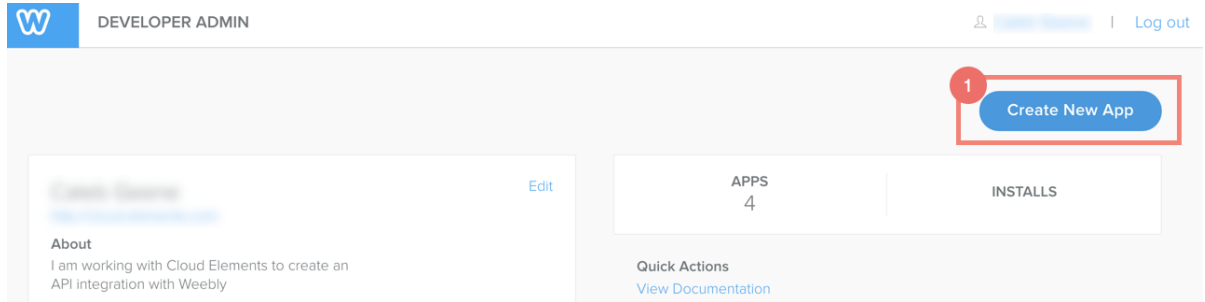 DEVELOPER ADMIN
| Log out
1
Create New App
Edit
APPS
4
INSTALLS
About
I am working with Cloud Elements to create an
API integration with Weebly
Quick Actions
View Documentation